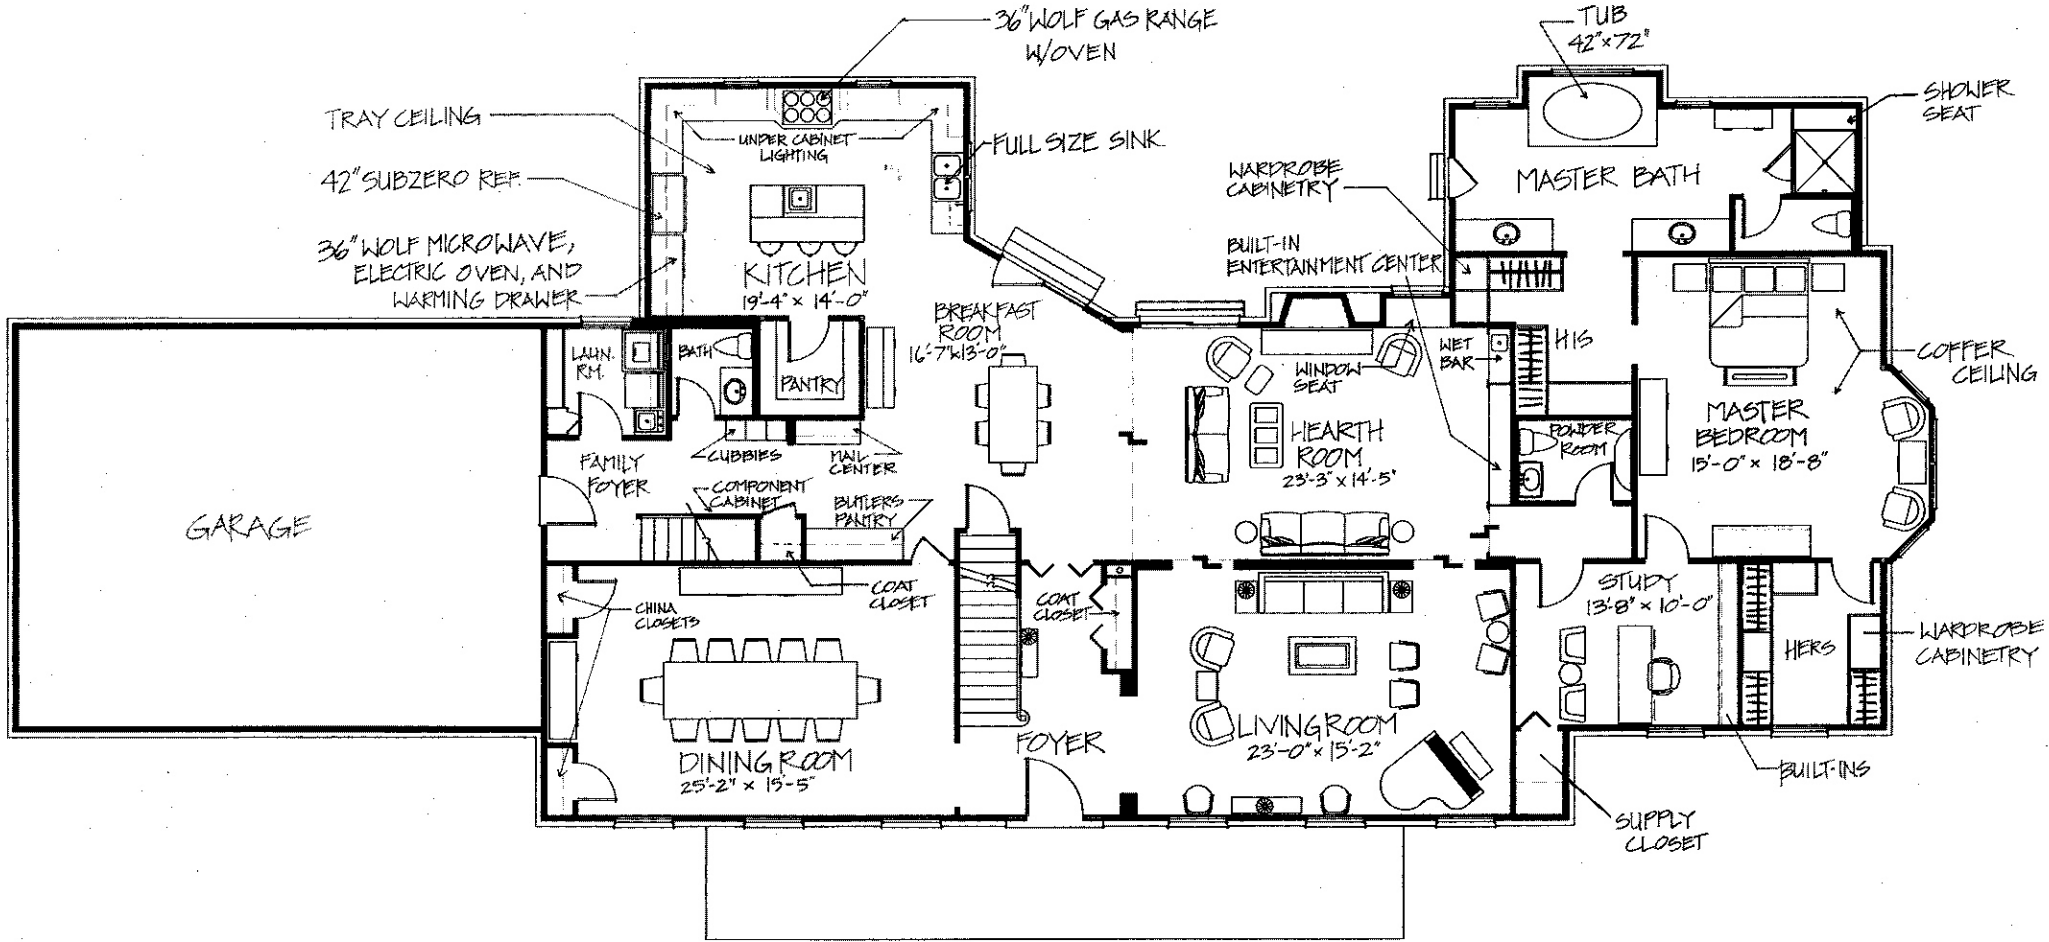 36" WOLF GAS RANGE
W/OVEN
TUB
42"x72"
SHOWER
SEAT
TRAY CEILING
UNDER CABINET
LIGHTING
FULL SIZE SINK
42" SUBZERO REF.
WARDROBE
CABINETRY
MASTER BATH
36" WOLF MICROWAVE,
ELECTRIC OVEN, AND
WARMING DRAWER
KITCHEN
19'-4" x 14'-0"
BUILT-IN
ENTERTAINMENT CENTER
BREAKFAST
ROOM
16'-7"x13'-0"
LAUN.
RM.
BATH
PANTRY
WINDOW
SEAT
WET
BAR
HIS
COFFER
CEILING
MASTER
BEDROOM
15'-0" x 18'-8"
HEARTH
ROOM
23'-3" x 14'-5"
POWDER
ROOM
FAMILY
FOYER
CUBBIES
MAIL
CENTER
COMPONENT
CABINET
BUTLERS
PANTRY
GARAGE
COAT
CLOSET
CHINA
CLOSETS
COAT
CLOSET
STUDY
13'-8" x 10'-0"
HERS
WARDROBE
CABINETRY
DINING ROOM
25'-2" x 15'-5"
FOYER
LIVING ROOM
23'-0" x 15'-2"
BUILT-INS
SUPPLY
CLOSET